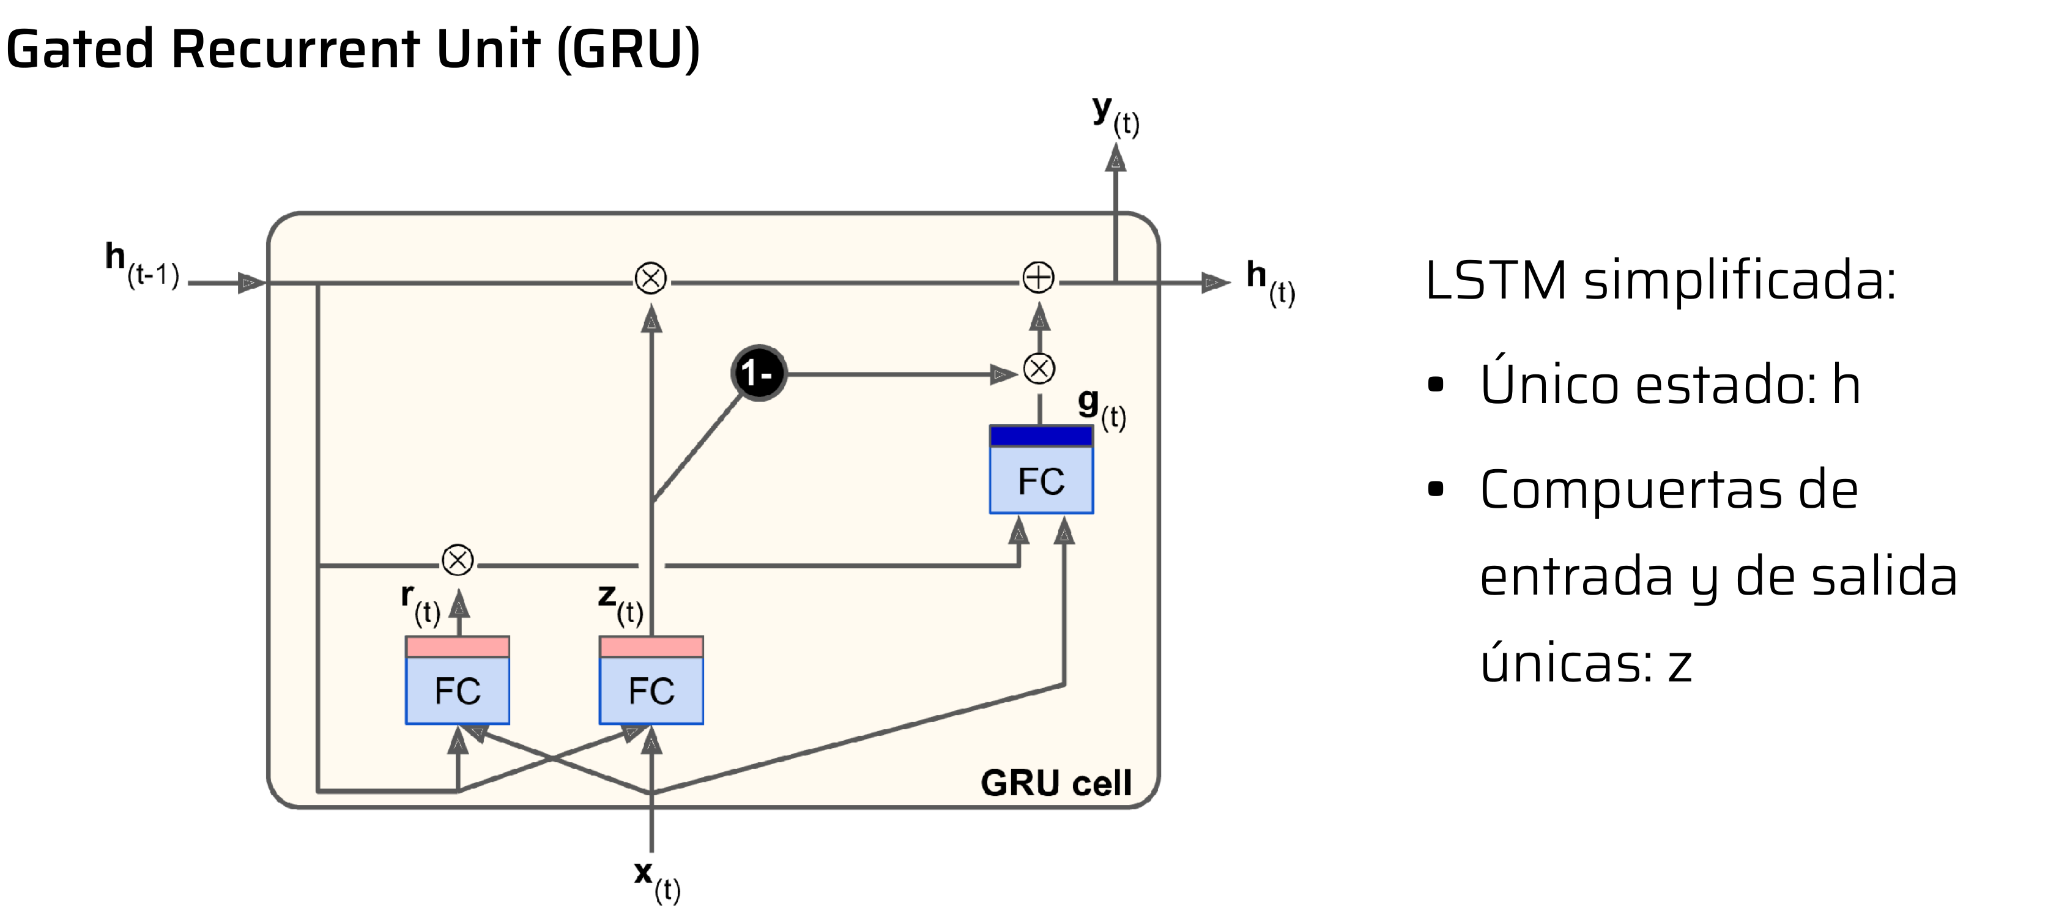 Gated Recurrent Unit (GRU)
y(t)
h(t-1)
h(t)
1-
g(t)
FC
r(t)
z(t)
FC
FC
GRU cell
x(t)
LSTM simplificada:
• Único estado: h
• Compuertas de
entrada y de salida
únicas: z